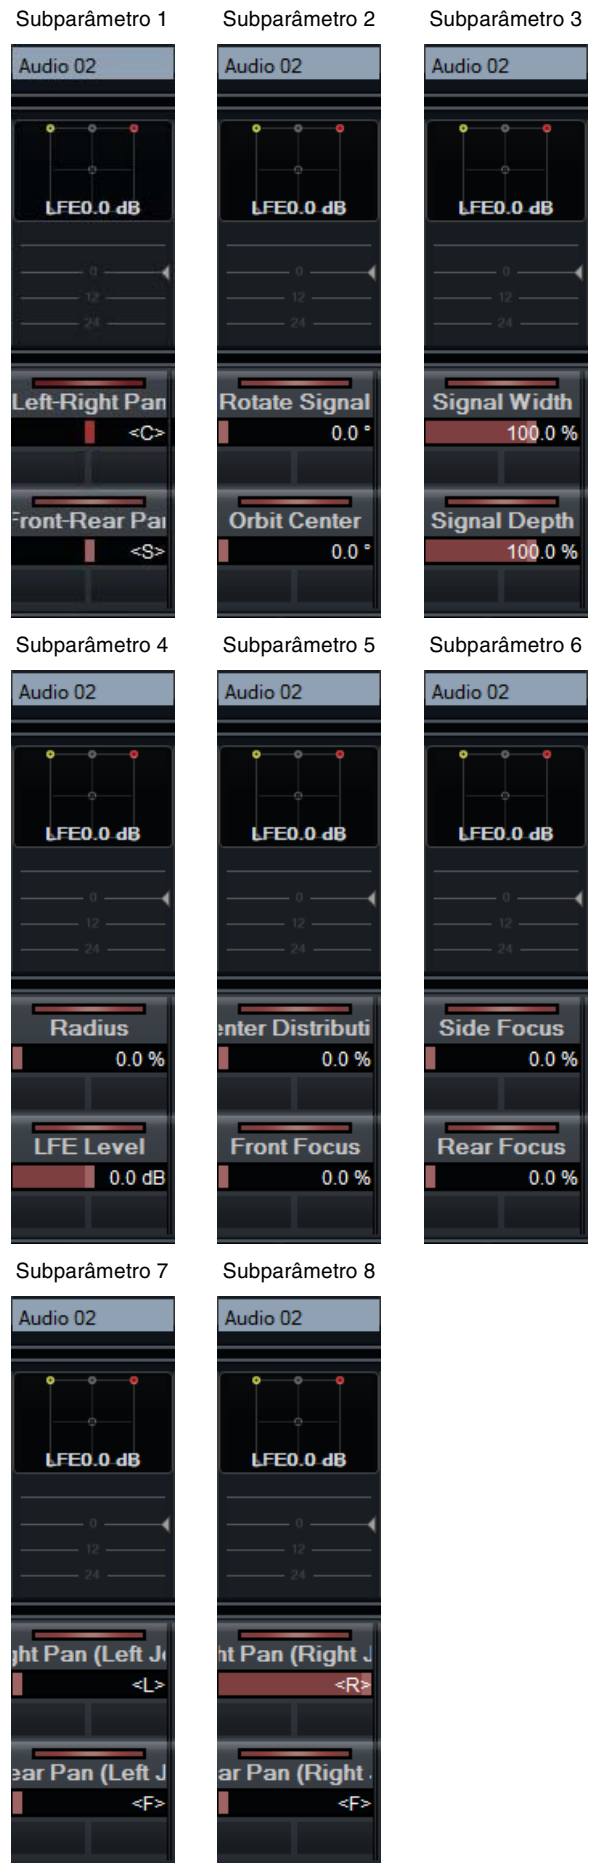 Subparâmetro 1 Subparâmetro 2 Subparâmetro 3
Audio 02 Audio 02 Audio 02
LFE0.0 dB LFE0.0 dB LFE0.0 dB
0 0 0
12 12 12
24 24 24
Left-Right Pan Rotate Signal Signal Width
<C> 0.0 ° 100.0 %
Front-Rear Pan Orbit Center Signal Depth
<S> 0.0 ° 100.0 %
Subparâmetro 4 Subparâmetro 5 Subparâmetro 6
Audio 02 Audio 02 Audio 02
LFE0.0 dB LFE0.0 dB LFE0.0 dB
0 0 0
12 12 12
24 24 24
Radius enter Distributi Side Focus
0.0 % 0.0 % 0.0 %
LFE Level Front Focus Rear Focus
0.0 dB 0.0 % 0.0 %
Subparâmetro 7 Subparâmetro 8
Audio 02 Audio 02
LFE0.0 dB LFE0.0 dB
0 0
12 12
24 24
ght Pan (Left Jo ht Pan (Right J
<L> <R>
ear Pan (Left J ar Pan (Right
<F> <F>